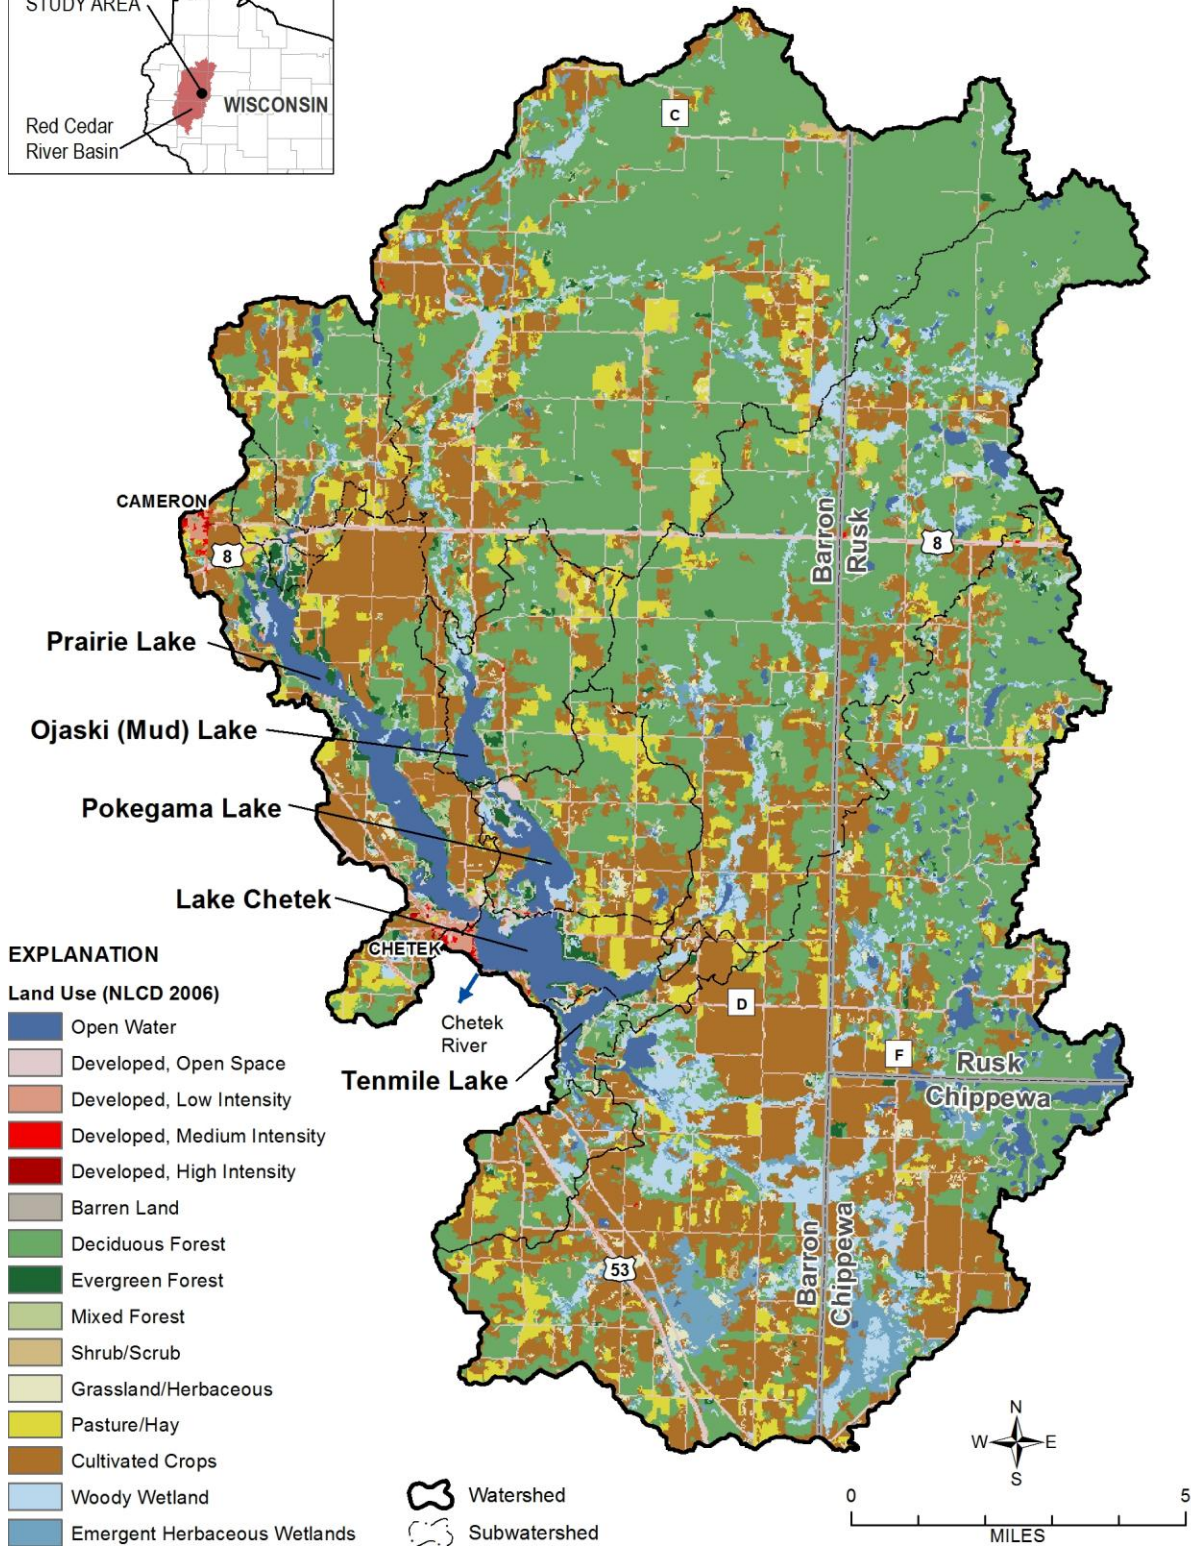 STUDY AREA
WISCONSIN
Red Cedar
River Basin
C
CAMERON
8
Barron
Rusk
8
Prairie Lake
Ojaski (Mud) Lake
Pokegama Lake
Lake Chetek
CHETEK
Chetek
River
Tenmile Lake
D
F
Rusk
Chippewa
Barron
Chippewa
53
EXPLANATION
Land Use (NLCD 2006)
Open Water
Developed, Open Space
Developed, Low Intensity
Developed, Medium Intensity
Developed, High Intensity
Barren Land
Deciduous Forest
Evergreen Forest
Mixed Forest
Shrub/Scrub
Grassland/Herbaceous
Pasture/Hay
Cultivated Crops
Woody Wetland
Emergent Herbaceous Wetlands
Watershed
Subwatershed
N
W E
S
0 5
MILES